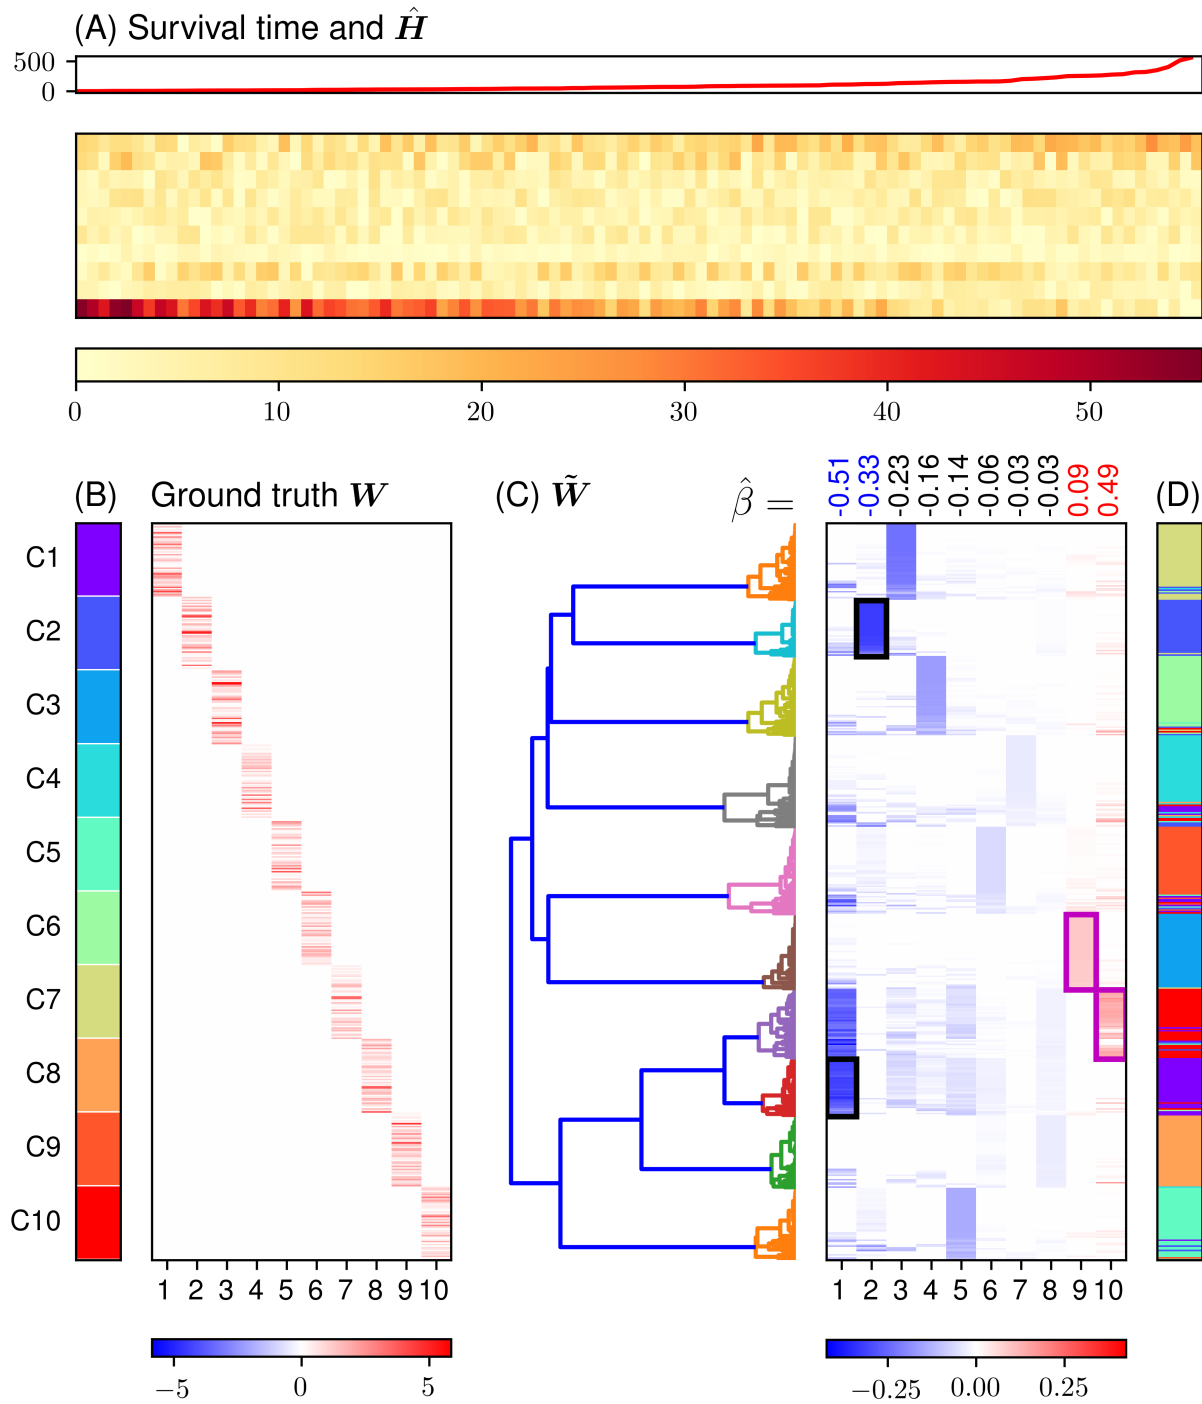 (A) Survival time and Ĥ
500
0
0 10 20 30 40 50
-0.51 -0.33 -0.23 -0.16 -0.14 -0.06 -0.03 -0.03 0.09 0.49
(B) Ground truth W (C) W̃ β̂ = (D)
C1
C2
C3
C4
C5
C6
C7
C8
C9
C10
1 2 3 4 5 6 7 8 9 10 1 2 3 4 5 6 7 8 9 10
−5 0 5 −0.25 0.00 0.25